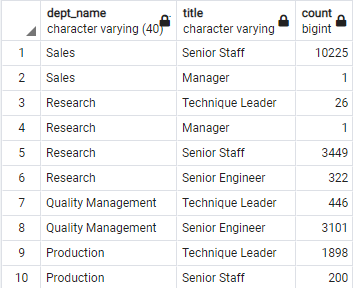 dept_name title count
character varying (40) character varying bigint
1 Sales Senior Staff 10225
2 Sales Manager 1
3 Research Technique Leader 26
4 Research Manager 1
5 Research Senior Staff 3449
6 Research Senior Engineer 322
7 Quality Management Technique Leader 446
8 Quality Management Senior Engineer 3101
9 Production Technique Leader 1898
10 Production Senior Staff 200